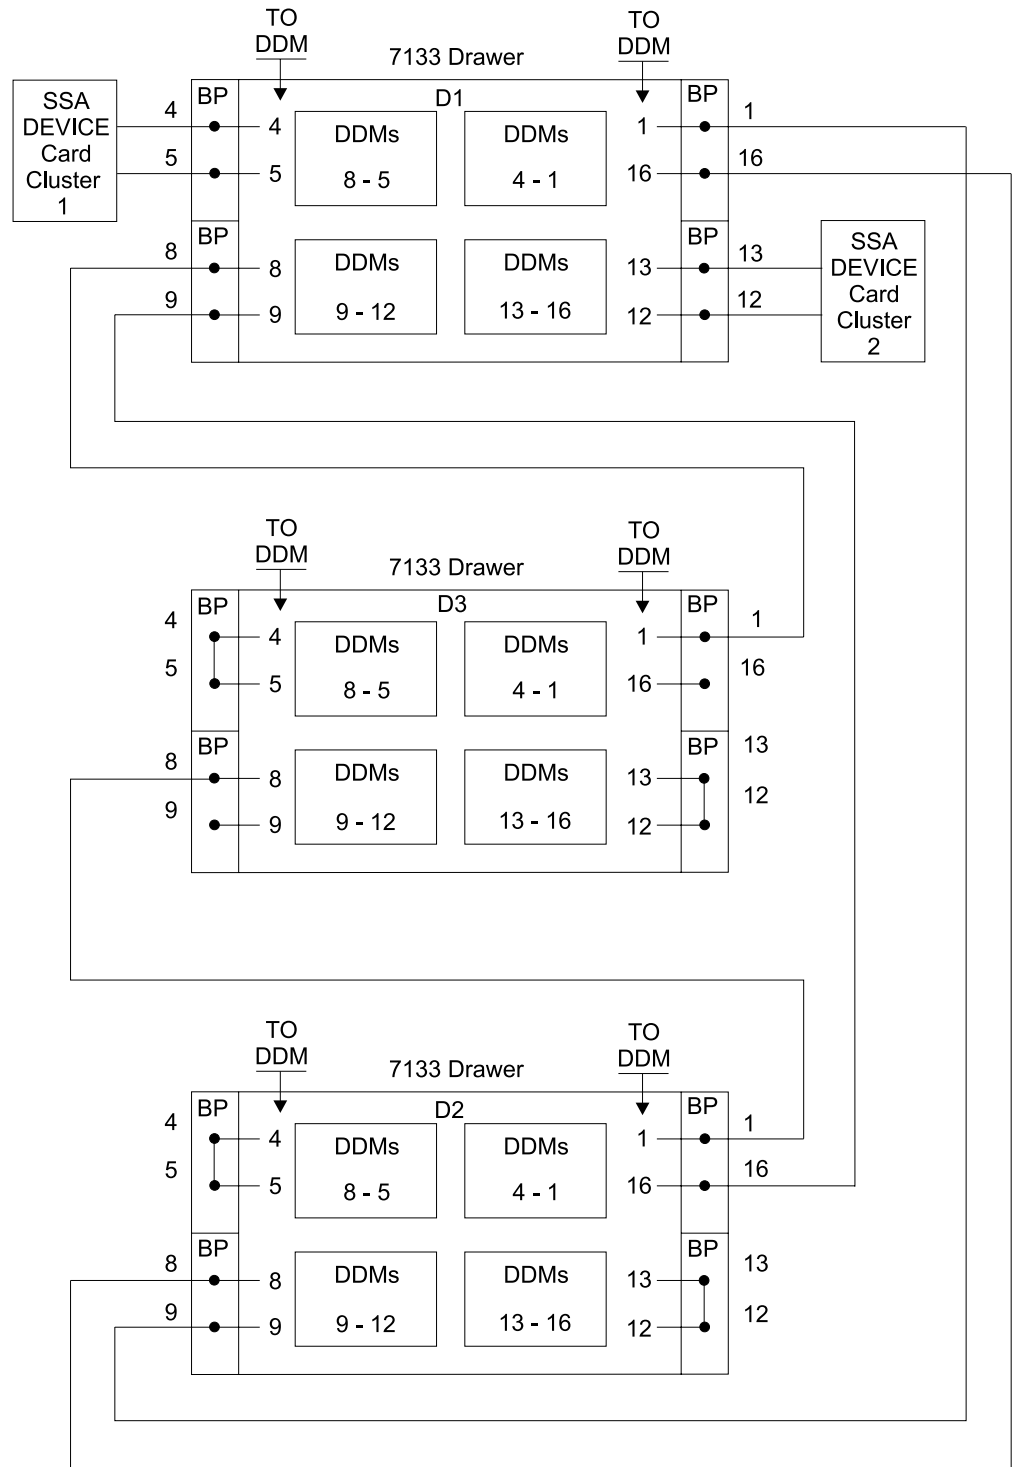 TO
DDM
TO
DDM
7133 Drawer
D1
SSA
DEVICE
Card
Cluster
1
4
BP
4
DDMs
DDMs
1
BP
1
5
5
8 - 5
4 - 1
16
16
8
BP
8
DDMs
DDMs
13
BP
13
9
9
9 - 12
13 - 16
12
12
SSA
DEVICE
Card
Cluster
2
TO
DDM
TO
DDM
7133 Drawer
D3
4
BP
4
DDMs
DDMs
1
BP
1
5
5
8 - 5
4 - 1
16
16
8
BP
8
DDMs
DDMs
13
BP
13
9
9
9 - 12
13 - 16
12
12
TO
DDM
TO
DDM
7133 Drawer
D2
4
BP
4
DDMs
DDMs
1
BP
1
5
5
8 - 5
4 - 1
16
16
8
BP
8
DDMs
DDMs
13
BP
13
9
9
9 - 12
13 - 16
12
12